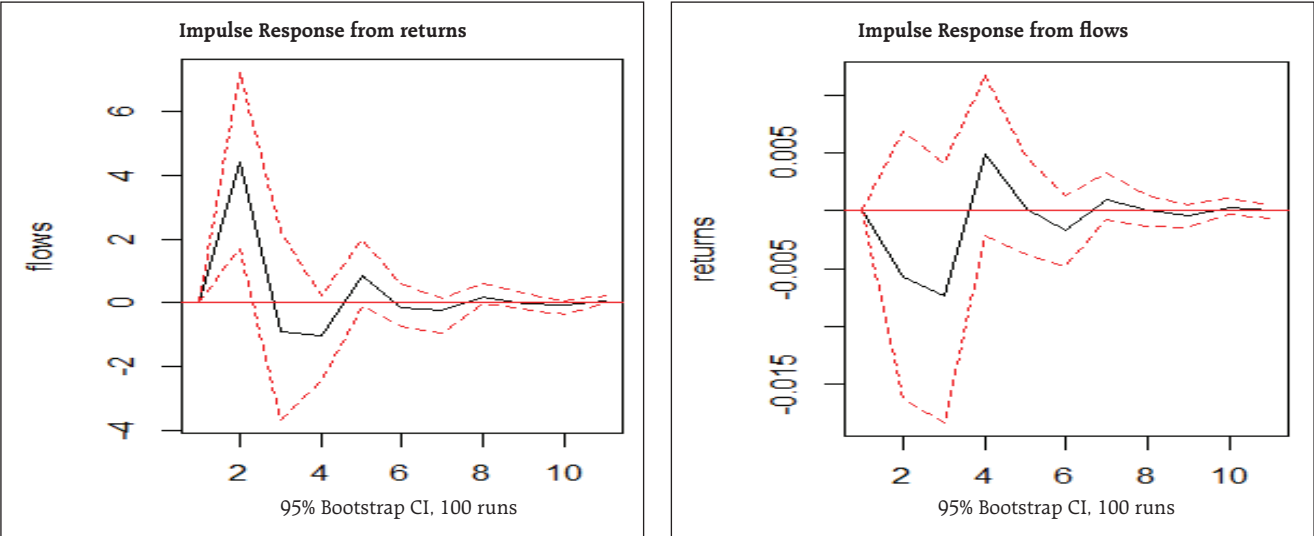 Impulse Response from returns
flows
6
4
2
0
-2
-4
2 4 6 8 10
95% Bootstrap CI, 100 runs
Impulse Response from flows
returns
0.005
-0.005
-0.015
2 4 6 8 10
95% Bootstrap CI, 100 runs